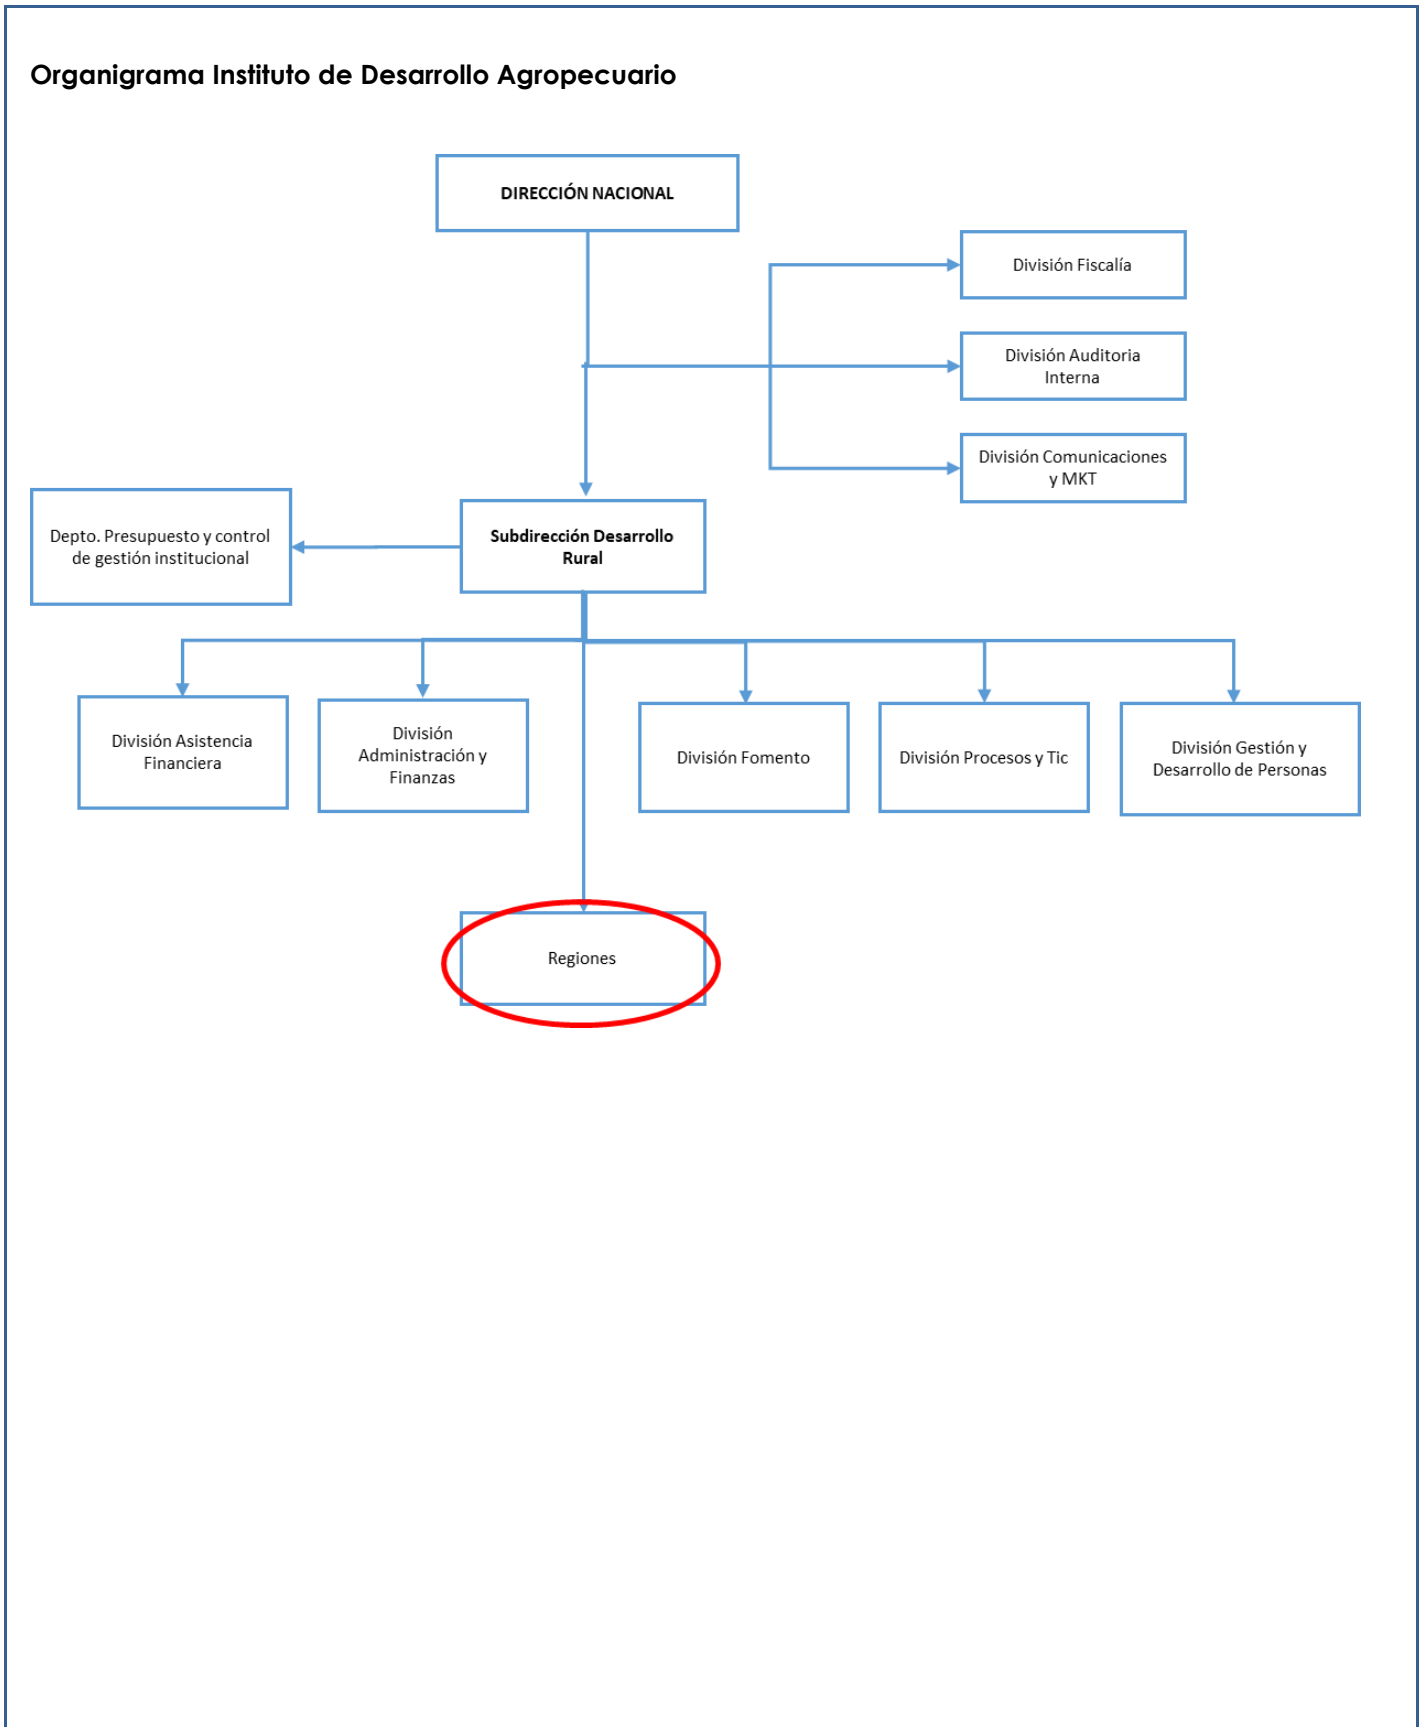 Organigrama Instituto de Desarrollo Agropecuario
DIRECCIÓN NACIONAL
División Fiscalía
División Auditoria
Interna
División Comunicaciones
y MKT
Depto. Presupuesto y control
de gestión institucional
Subdirección Desarrollo
Rural
División Asistencia
Financiera
División
Administración y
Finanzas
División Fomento
División Procesos y Tic
División Gestión y
Desarrollo de Personas
Regiones